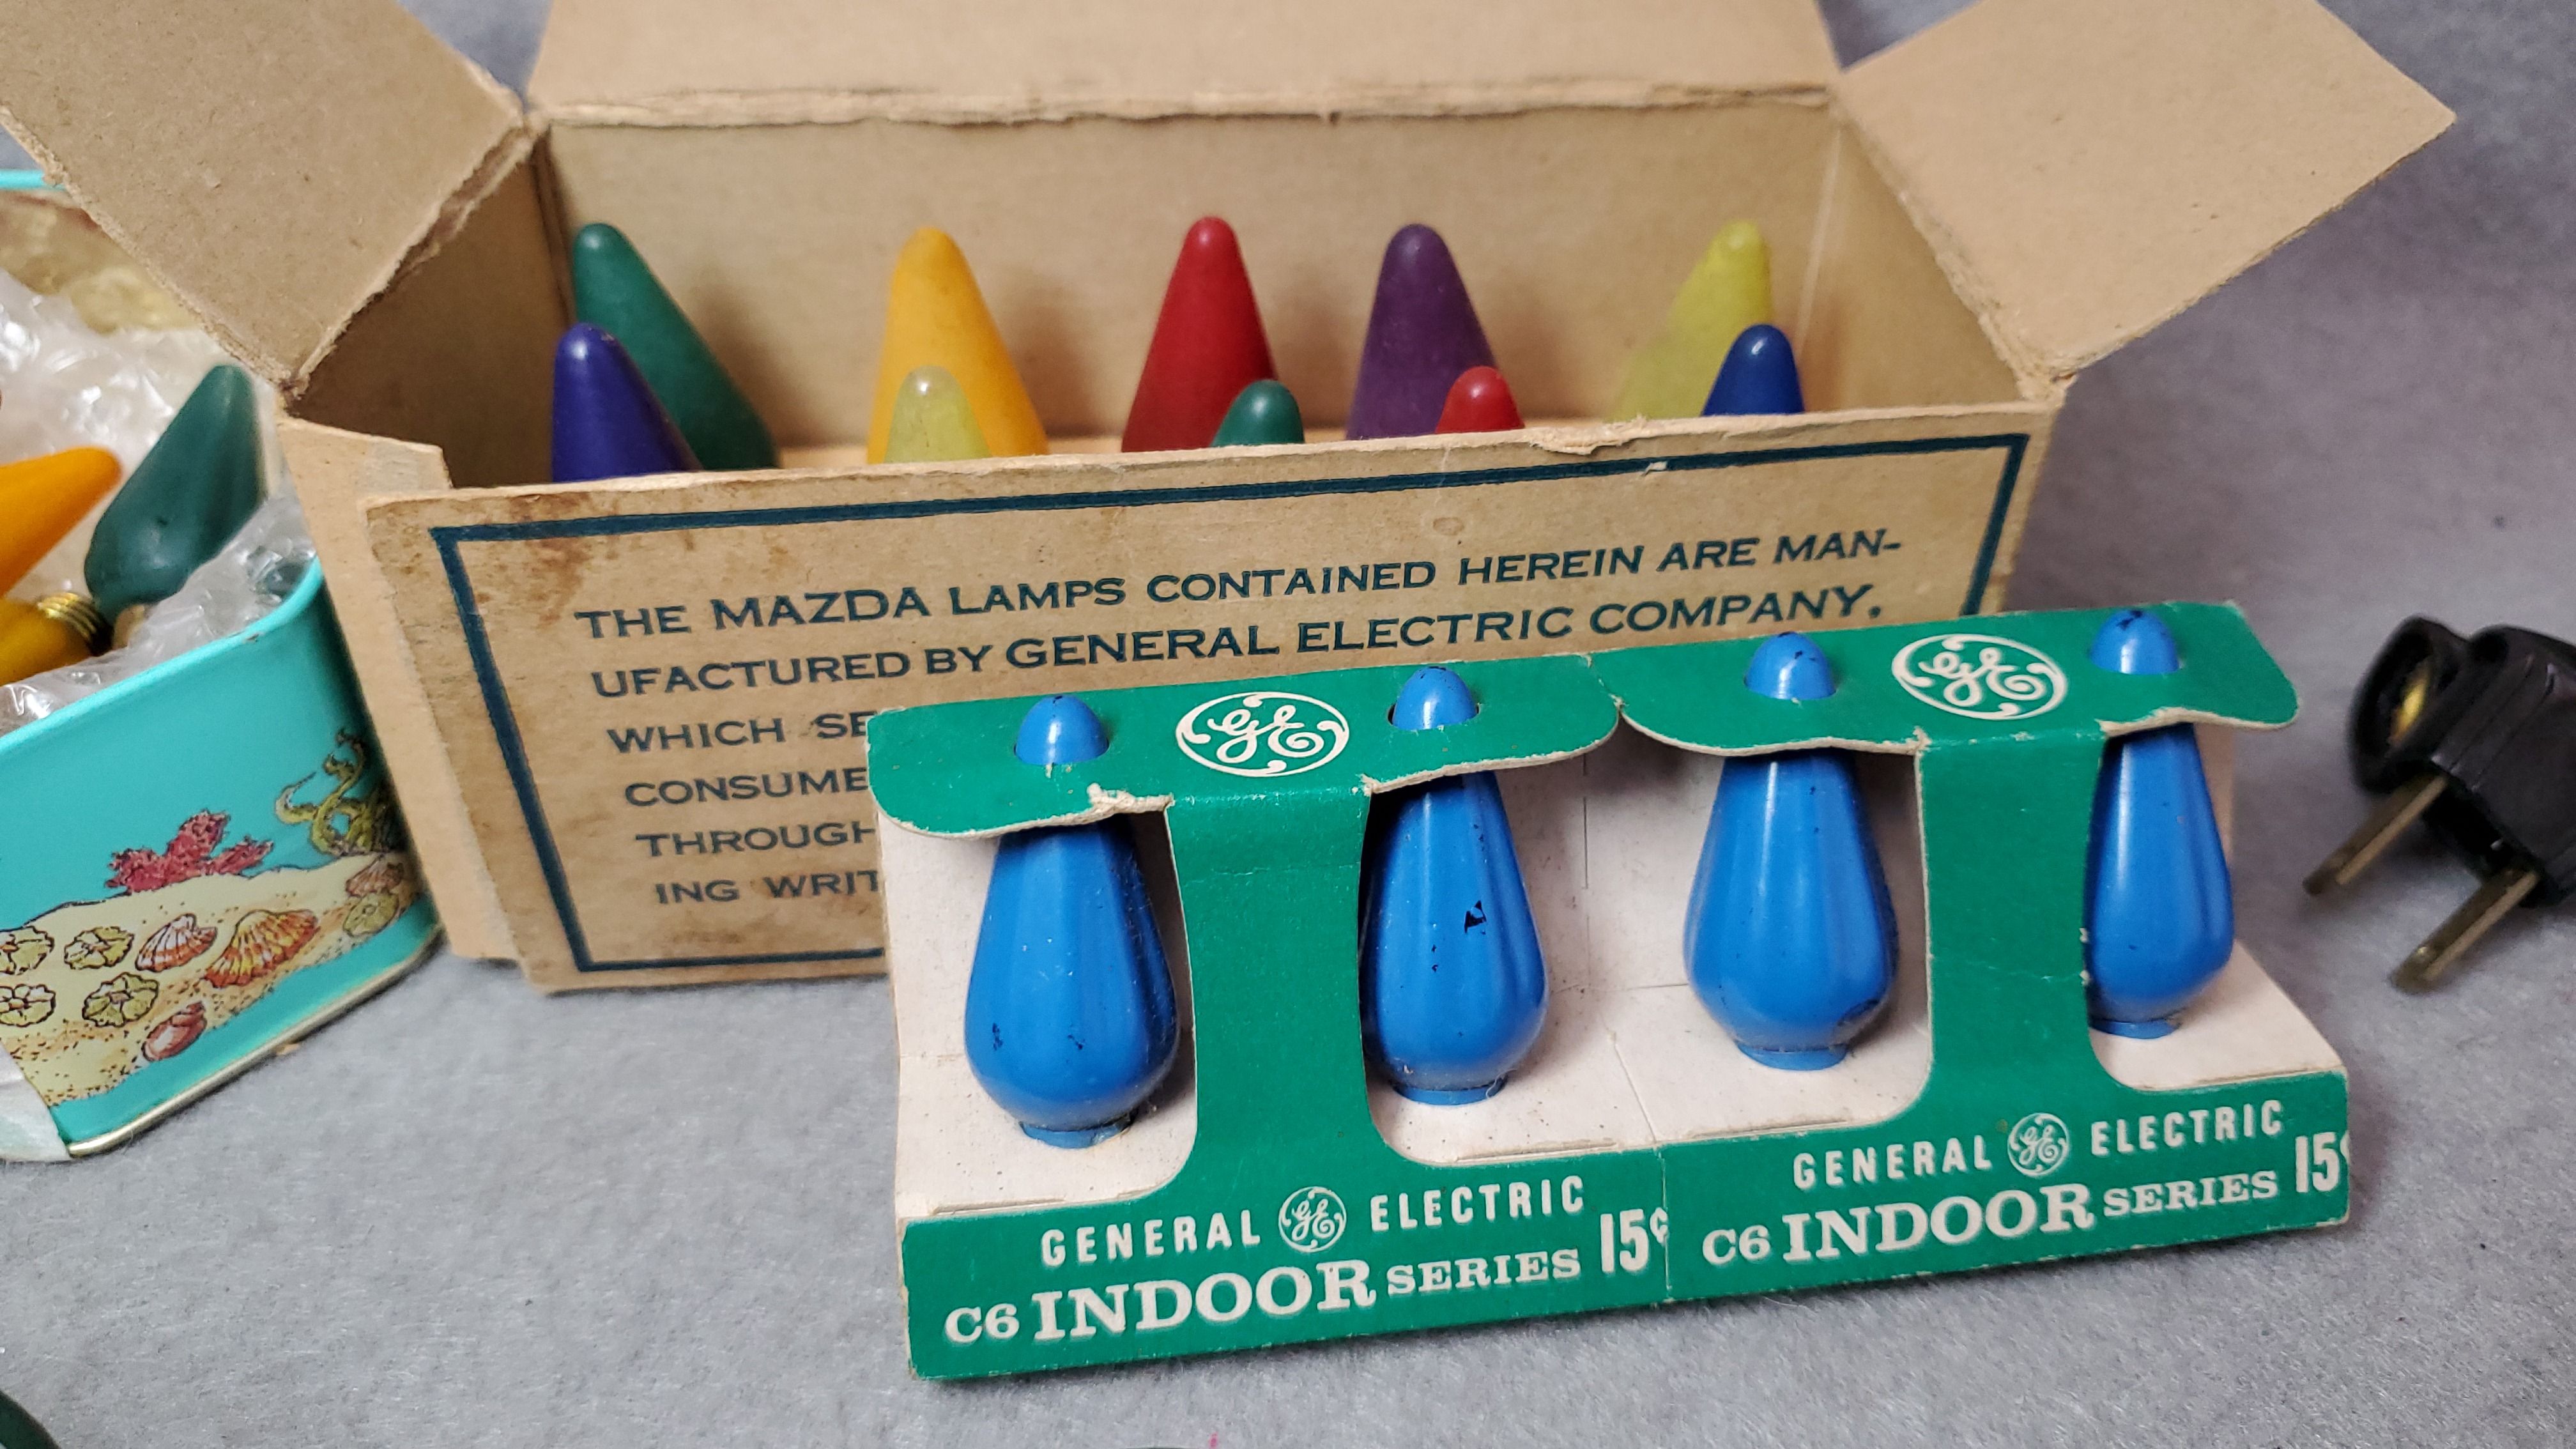 THE MAZDA LAMPS CONTAINED HEREIN ARE MAN-
UFACTURED BY GENERAL ELECTRIC COMPANY,
WHICH SE
CONSUME
THROUGH
ING WRIT
GE
GE
GENERAL GE ELECTRIC
C6 INDOOR SERIES 15¢
GENERAL GE ELECTRIC
C6 INDOOR SERIES 15¢